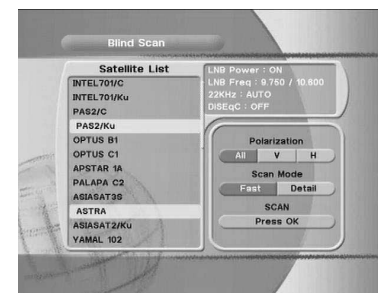 Blind Scan
Satellite List
INTEL701/C
INTEL701/Ku
PAS2/C
PAS2/Ku
OPTUS B1
OPTUS C1
APSTAR 1A
PALAPA C2
ASIASAT3S
ASTRA
ASIASAT2/Ku
YAMAL 102
LNB Power : ON
LNB Freq : 9.750 / 10.600
22KHz : AUTO
DiSEqC : OFF
Polarization
All V H
Scan Mode
Fast Detail
SCAN
Press OK